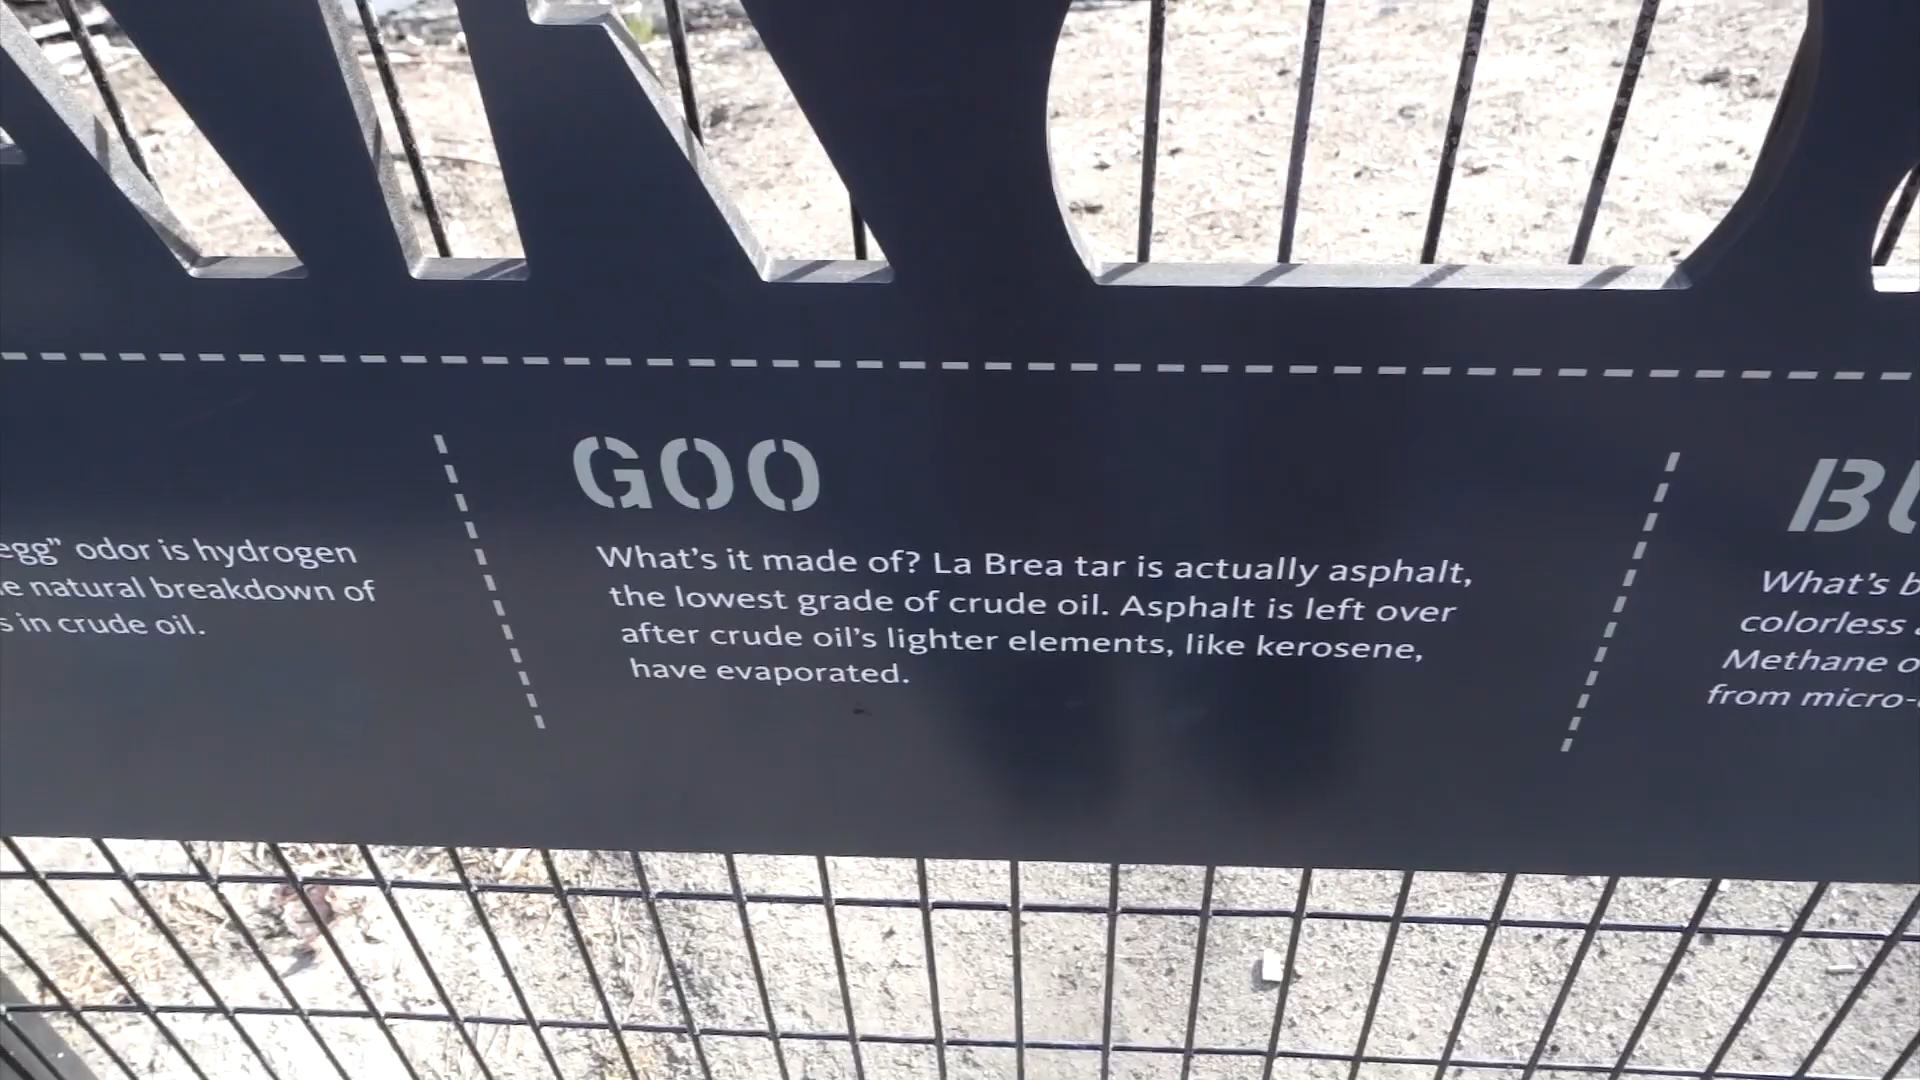 egg” odor is hydrogen
natural breakdown of
in crude oil.
GOO
What’s it made of? La Brea tar is actually asphalt,
the lowest grade of crude oil. Asphalt is left over
after crude oil’s lighter elements, like kerosene,
have evaporated.
What’s
colorless
Methane
from micro-